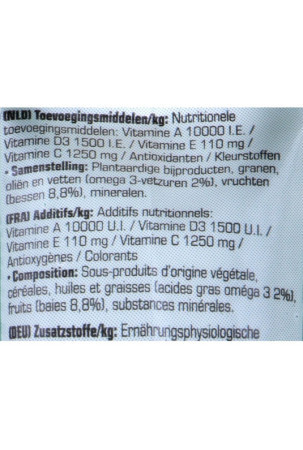 (NLD) Toevoegingsmiddelen/kg: Nutritionele
toevoegingsmiddelen: Vitamine A 10000 I.E. /
Vitamine D3 1500 I.E. / Vitamine E 110 mg /
Vitamine C 1250 mg / Antioxidanten / Kleurstoffen
• Samenstelling: Plantaardige bijproducten, granen,
oliën en vetten (omega 3-vetzuren 2%), vruchten
(bessen 8,8%), mineralen.
(FRA) Additifs/kg: Additifs nutritionnels:
Vitamine A 10000 U.I. / Vitamine D3 1500 U.I. /
Vitamine E 110 mg / Vitamine C 1250 mg /
Antioxygènes / Colorants
• Composition: Sous-produits d'origine végétale,
céréales, huiles et graisses (acides gras oméga 3 2%),
fruits (baies 8,8%), substances minérales.
(DEU) Zusatzstoffe/kg: Ernährungsphysiologische